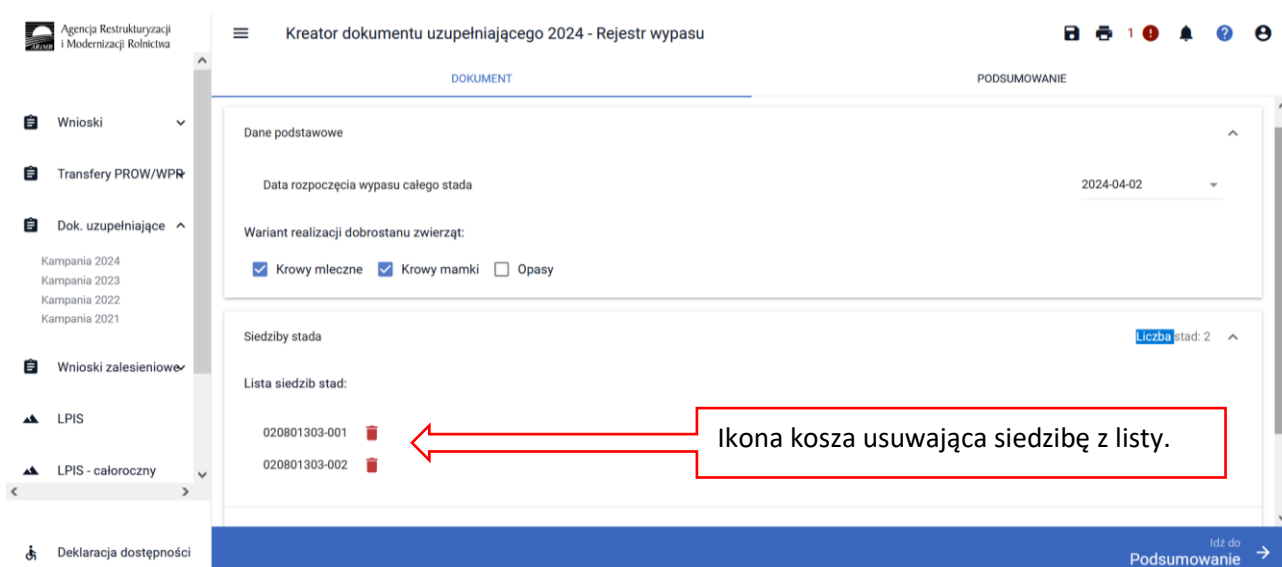 Agencja Restrukturyzacji
i Modernizacji Rolnictwa
ARiMR
Kreator dokumentu uzupełniającego 2024 - Rejestr wypasu
1
DOKUMENT
PODSUMOWANIE
Wnioski
Transfery PROW/WPR
Dok. uzupełniające
Kampania 2024
Kampania 2023
Kampania 2022
Kampania 2021
Wnioski zalesieniowe
LPIS
LPIS - całoroczny
Deklaracja dostępności
Dane podstawowe
Data rozpoczęcia wypasu całego stada
2024-04-02
Wariant realizacji dobrostanu zwierząt:
Krowy mleczne Krowy mamki Opasy
Siedziby stada
Liczba stad: 2
Lista siedzib stad:
020801303-001
020801303-002
Ikona kosza usuwająca siedzibę z listy.
Idź do
Podsumowanie